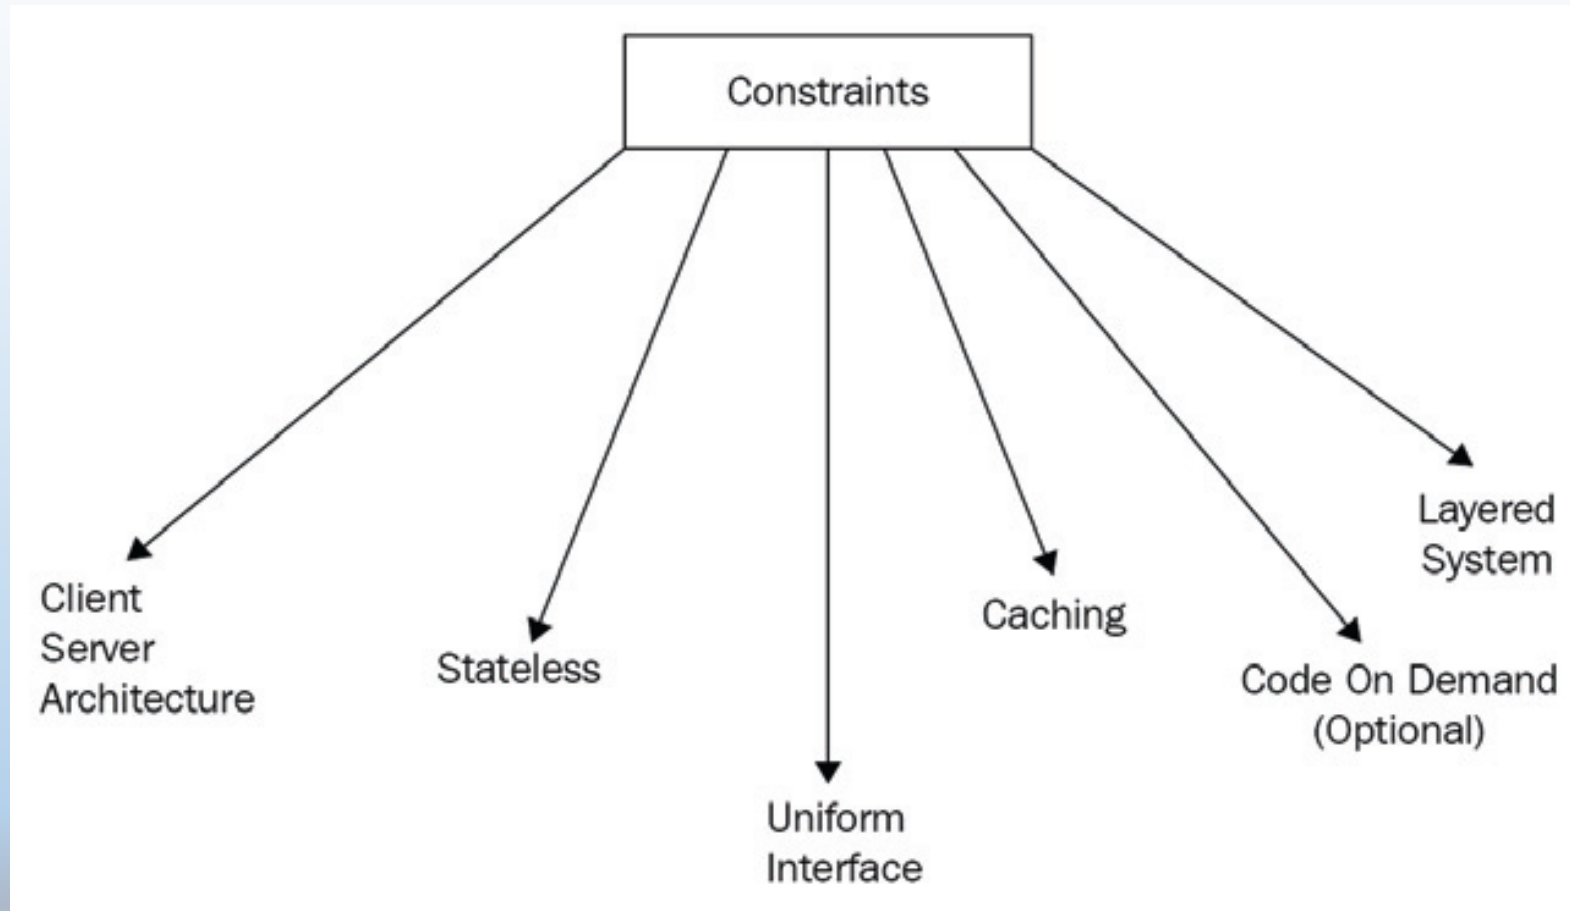 Constraints
Client
Server
Architecture
Stateless
Uniform
Interface
Caching
Code On Demand
(Optional)
Layered
System